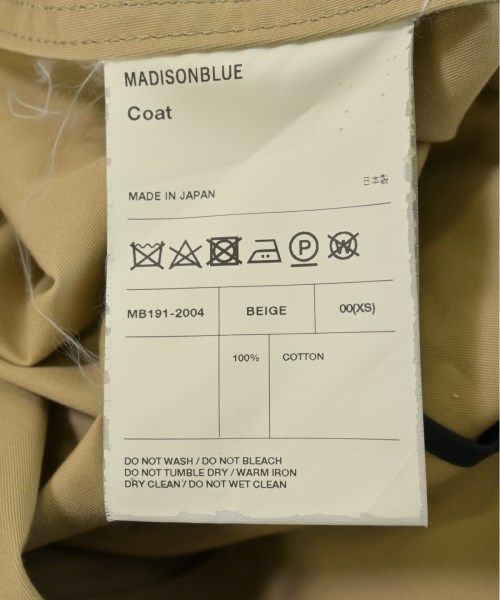 MADISONBLUE
Coat
MADE IN JAPAN
日本製
P W
MB191-2004 BEIGE 00(XS)
100% COTTON
DO NOT WASH / DO NOT BLEACH
DO NOT TUMBLE DRY / WARM IRON
DRY CLEAN / DO NOT WET CLEAN